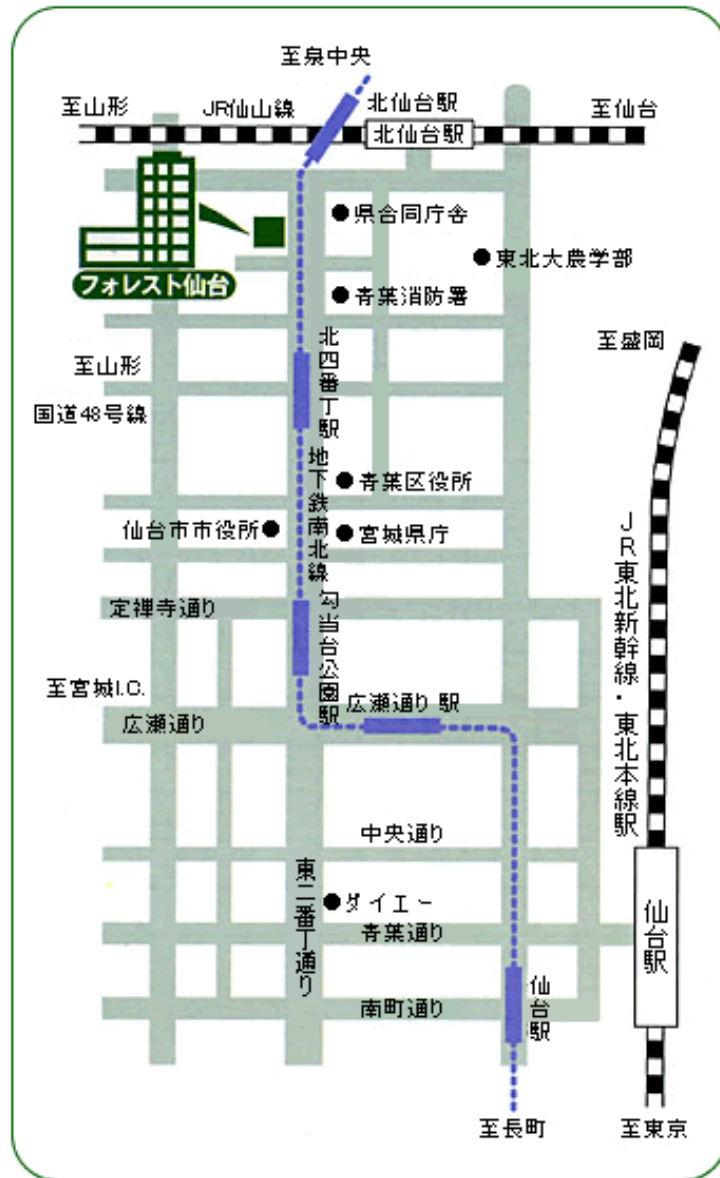 至泉中央
至山形
JR仙山線
北仙台駅
至仙台
北仙台駅
県合同庁舎
東北大農学部
フォレスト仙台
青葉消防署
至盛岡
北四番丁駅
至山形
国道48号線
地下鉄南北線
青葉区役所
仙台市市役所
宮城県庁
JR東北新幹線・東北本線駅
定禅寺通り
勾当台公園駅
至宮城I.C.
広瀬通り 駅
広瀬通り
中央通り
東二番丁通り
ダイエー
青葉通り
仙台駅
南町通り
仙台駅
至長町
至東京